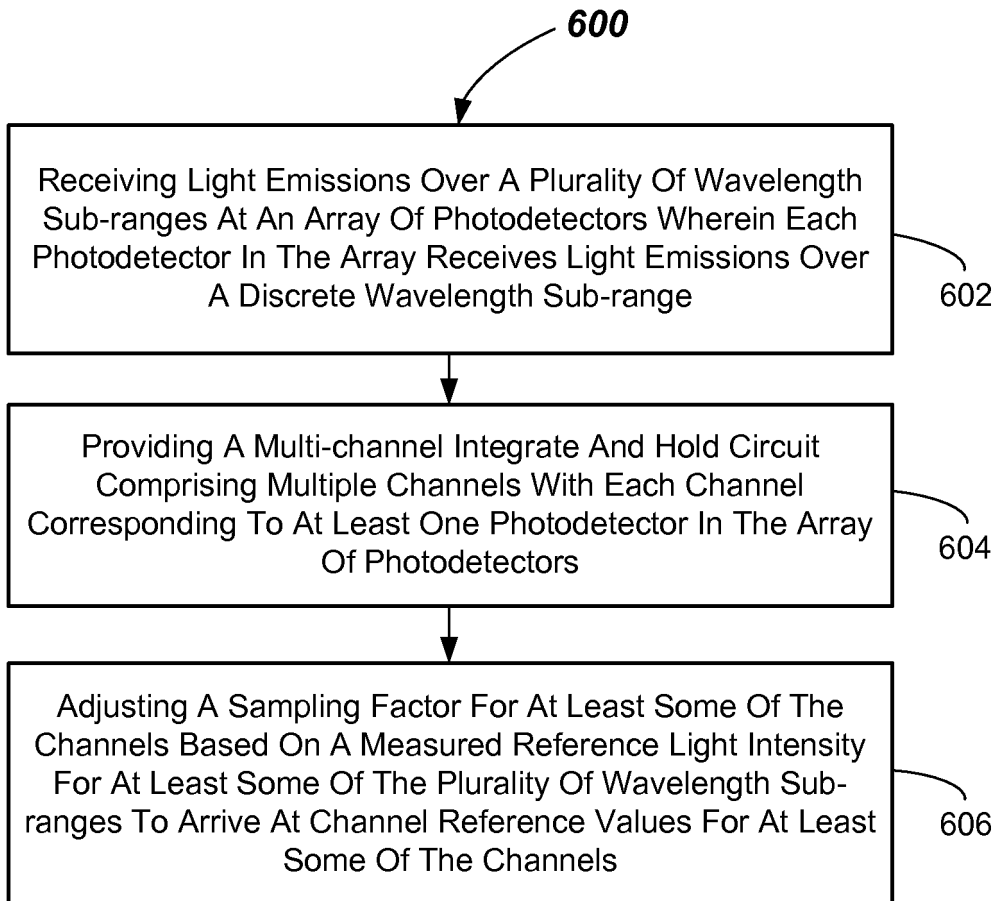 600
Receiving Light Emissions Over A Plurality Of Wavelength
Sub-ranges At An Array Of Photodetectors Wherein Each
Photodetector In The Array Receives Light Emissions Over
A Discrete Wavelength Sub-range
602
Providing A Multi-channel Integrate And Hold Circuit
Comprising Multiple Channels With Each Channel
Corresponding To At Least One Photodetector In The Array
Of Photodetectors
604
Adjusting A Sampling Factor For At Least Some Of The
Channels Based On A Measured Reference Light Intensity
For At Least Some Of The Plurality Of Wavelength Sub-
ranges To Arrive At Channel Reference Values For At Least
Some Of The Channels
606